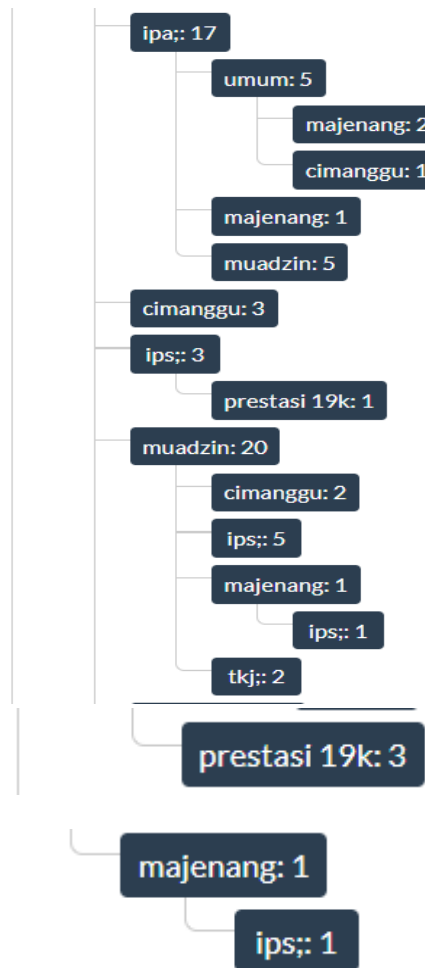 ipa;: 17
umum: 5
majenang: 2
cimanggu: 1
majenang: 1
muadzin: 5
cimanggu: 3
ips;: 3
prestasi 19k: 1
muadzin: 20
cimanggu: 2
ips;: 5
majenang: 1
ips;: 1
tkj;: 2
prestasi 19k: 3
majenang: 1
ips;: 1